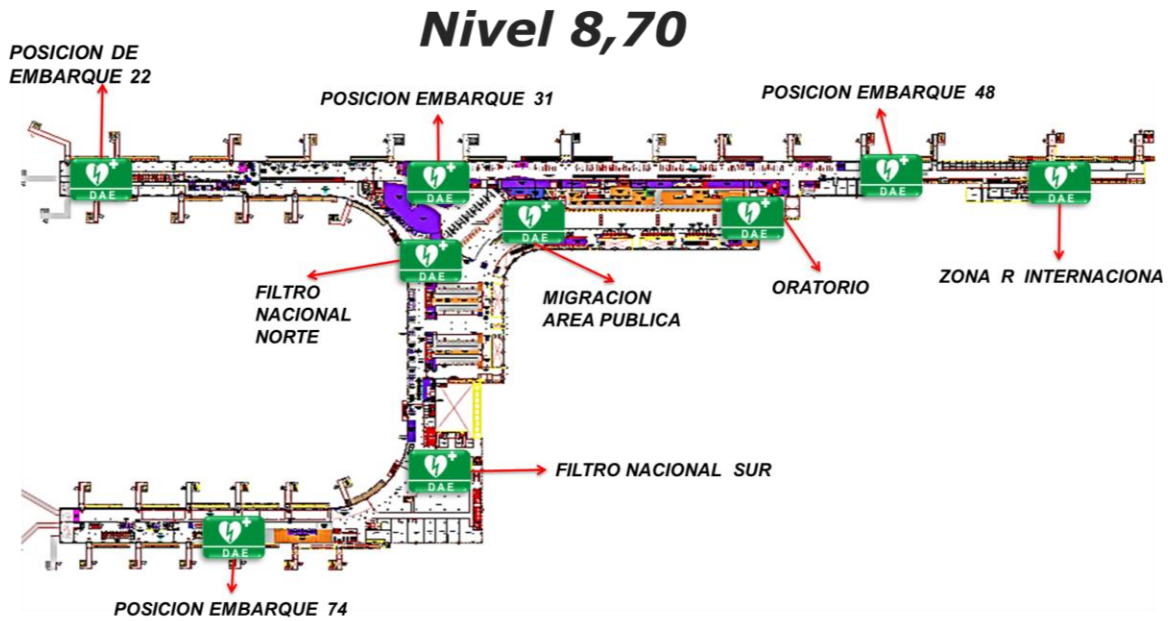 Nivel 8,70
POSICION DE
EMBARQUE 22
POSICION EMBARQUE 31
POSICION EMBARQUE 48
DAE
DAE
DAE
DAE
DAE
DAE
DAE
FILTRO
NACIONAL
NORTE
MIGRACION
AREA PUBLICA
ORATORIO
ZONA R INTERNACIONA
DAE
FILTRO NACIONAL SUR
DAE
POSICION EMBARQUE 74